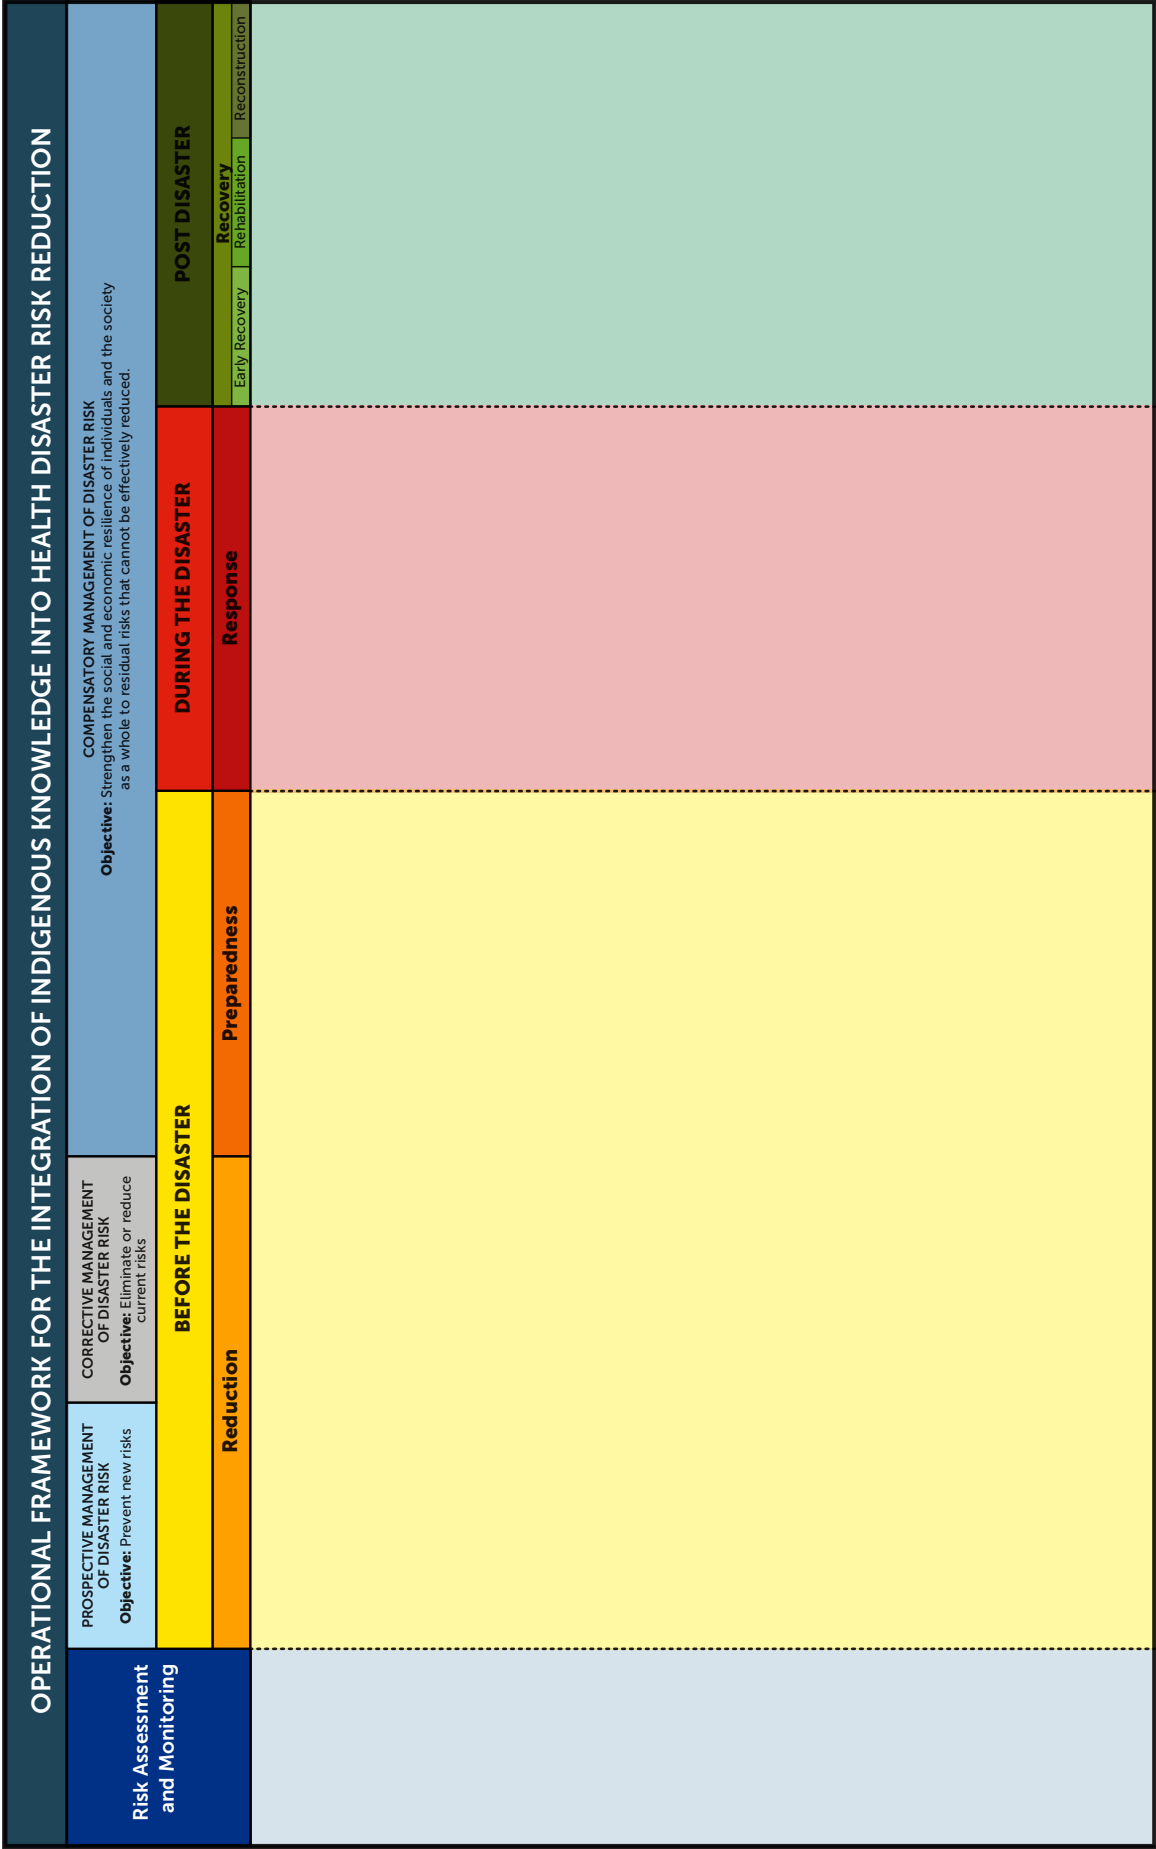 OPERATIONAL FRAMEWORK FOR THE INTEGRATION OF INDIGENOUS KNOWLEDGE INTO HEALTH DISASTER RISK REDUCTION
Risk Assessment
and Monitoring
PROSPECTIVE MANAGEMENT
OF DISASTER RISK
Objective: Prevent new risks
CORRECTIVE MANAGEMENT
OF DISASTER RISK
Objective: Eliminate or reduce
current risks
COMPENSATORY MANAGEMENT OF DISASTER RISK
Objective: Strengthen the social and economic resilience of individuals and the society
as a whole to residual risks that cannot be effectively reduced.
BEFORE THE DISASTER
DURING THE DISASTER
POST DISASTER
Reduction
Preparedness
Response
Recovery
Early Recovery
Rehabilitation
Reconstruction